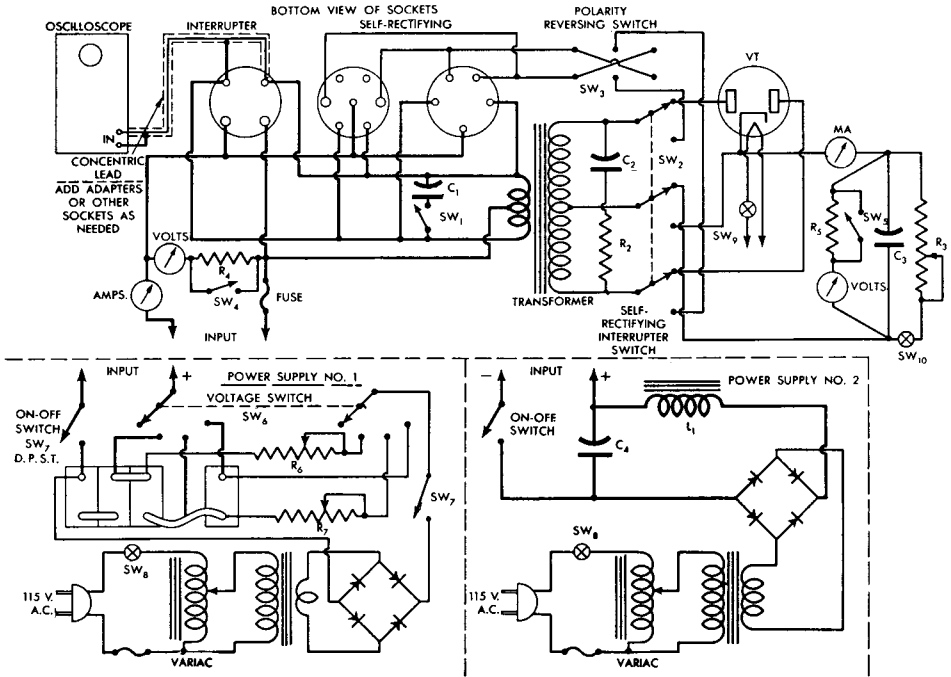 BOTTOM VIEW OF SOCKETS
SELF-RECTIFYING
POLARITY
REVERSING SWITCH
OSCILLOSCOPE
INTERRUPTER
VT
SW3
IN
CONCENTRIC
LEAD
ADD ADAPTERS
OR OTHER
SOCKETS AS
NEEDED
C1
SW1
C2
SW2
MA
R2
SW9
R5
SW5
C3
R3
VOLTS
R4
SW4
AMPS.
FUSE
INPUT
TRANSFORMER
SELF-
RECTIFYING
INTERRUPTER
SWITCH
VOLTS.
SW10
INPUT
+
POWER SUPPLY NO. 1
VOLTAGE SWITCH
SW6
ON-OFF
SWITCH
SW7
D.P.S.T.
R6
R7
SW7
SW8
115 V.
A.C.
VARIAC
−
INPUT
+
POWER SUPPLY NO. 2
ON-OFF
SWITCH
C4
L1
SW8
115 V.
A.C.
VARIAC